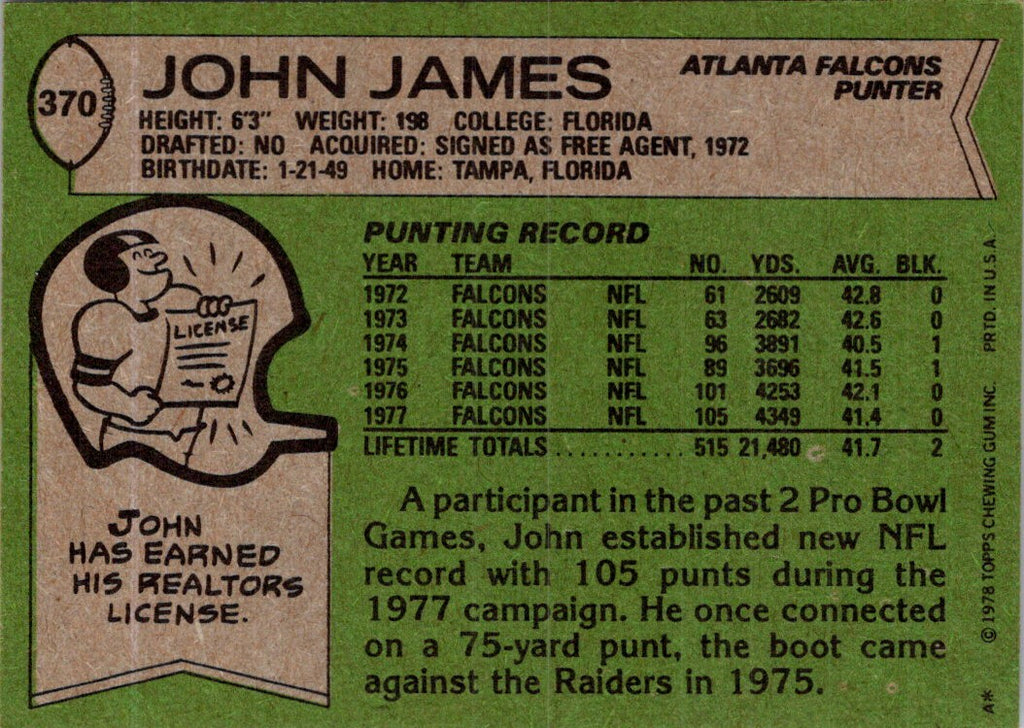 370
JOHN JAMES
ATLANTA FALCONS
PUNTER
HEIGHT: 6'3" WEIGHT: 198 COLLEGE: FLORIDA
DRAFTED: NO ACQUIRED: SIGNED AS FREE AGENT, 1972
BIRTHDATE: 1-21-49 HOME: TAMPA, FLORIDA
LICENSE
JOHN
HAS EARNED
HIS REALTORS
LICENSE.
PUNTING RECORD
YEAR TEAM NO. YDS. AVG. BLK.
1972 FALCONS NFL 61 2609 42.8 0
1973 FALCONS NFL 63 2682 42.6 0
1974 FALCONS NFL 96 3891 40.5 1
1975 FALCONS NFL 89 3696 41.5 1
1976 FALCONS NFL 101 4253 42.1 0
1977 FALCONS NFL 105 4349 41.4 0
LIFETIME TOTALS ........... 515 21,480 41.7 2
A participant in the past 2 Pro Bowl
Games, John established new NFL
record with 105 punts during the
1977 campaign. He once connected
on a 75-yard punt, the boot came
against the Raiders in 1975.
A* © 1978 TOPPS CHEWING GUM INC. PRTD. IN U.S.A.